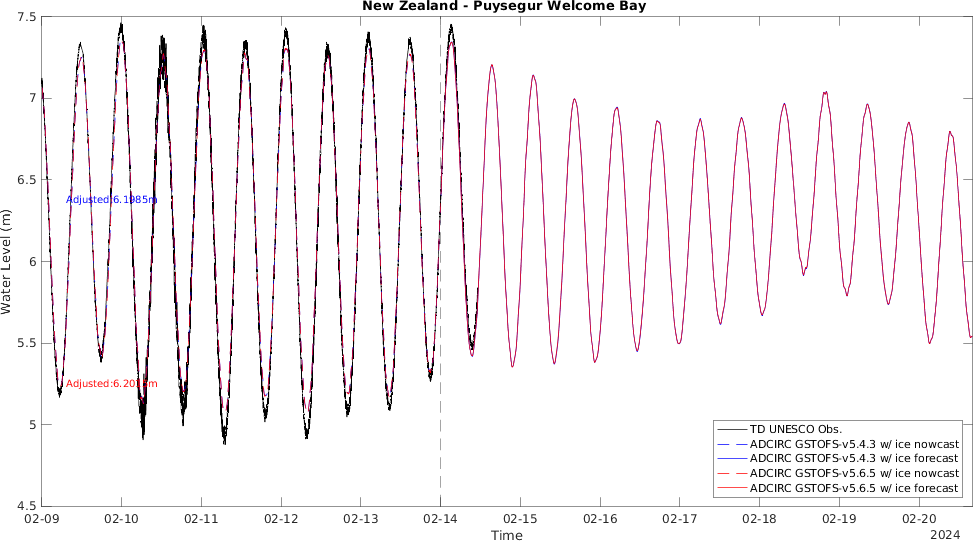 New Zealand - Puysegur Welcome Bay
7.5
7
6.5
6
5.5
5
4.5
Water Level (m)
Adjusted:6.1985m
02-09
02-10
02-11
02-12
02-13
02-14
02-15
02-16
02-17
02-18
02-19
02-20
Time
2024
TD UNESCO Obs.
ADCIRC GSTOFS-v5.4.3 w/ ice nowcast
ADCIRC GSTOFS-v5.4.3 w/ ice forecast
ADCIRC GSTOFS-v5.6.5 w/ ice nowcast
ADCIRC GSTOFS-v5.6.5 w/ ice forecast